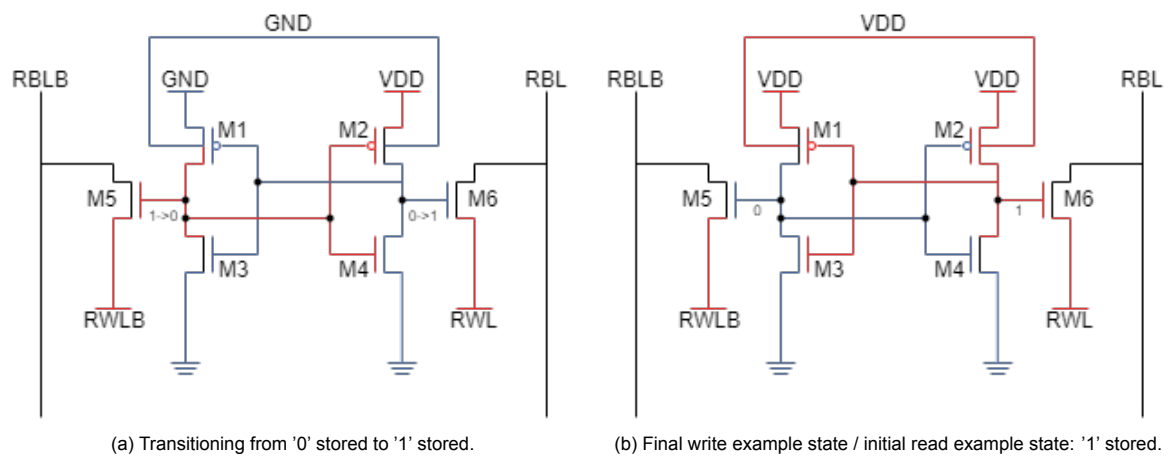 GND
RBLB
GND
VDD
RBL
M1
M2
M5
M6
1->0
0->1
M3
M4
RWLB
RWL
(a) Transitioning from '0' stored to '1' stored.
VDD
RBLB
VDD
VDD
RBL
M1
M2
M5
M6
0
1
M3
M4
RWLB
RWL
(b) Final write example state / initial read example state: '1' stored.